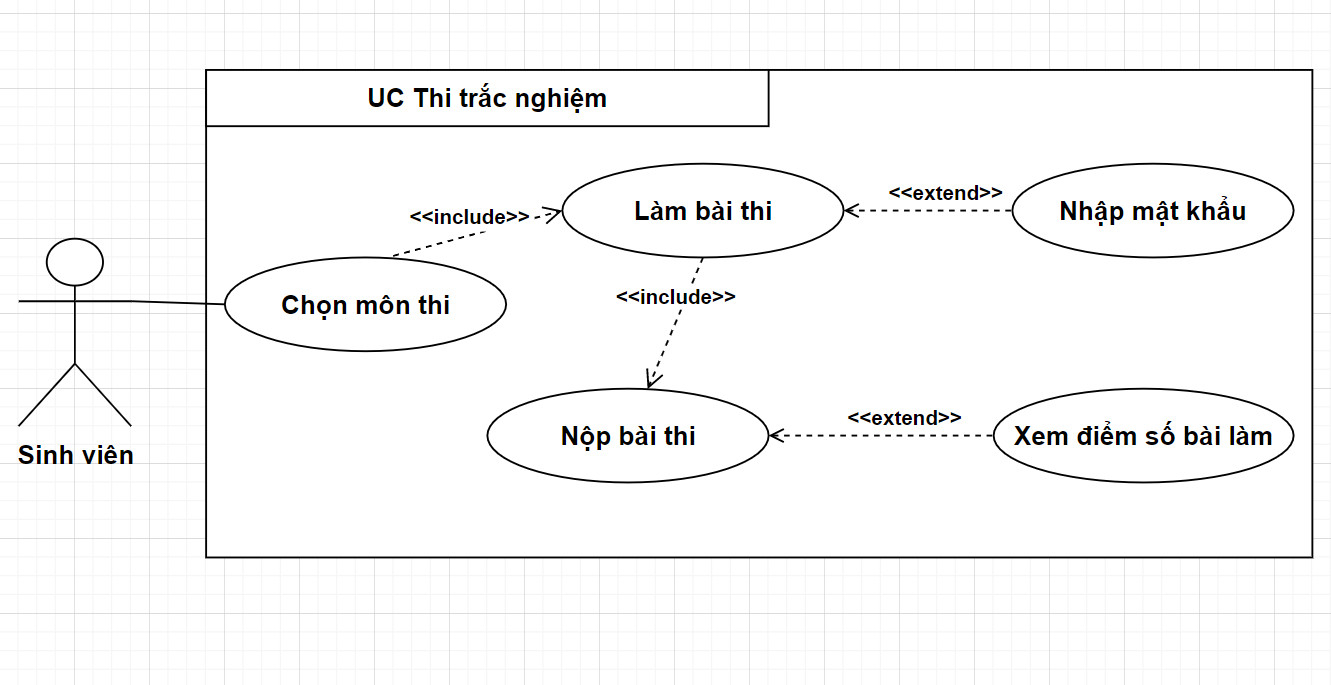 UC Thi trắc nghiệm
<<include>>
Làm bài thi
<<extend>>
Nhập mật khẩu
Chọn môn thi
<<include>>
Nộp bài thi
<<extend>>
Xem điểm số bài làm
Sinh viên